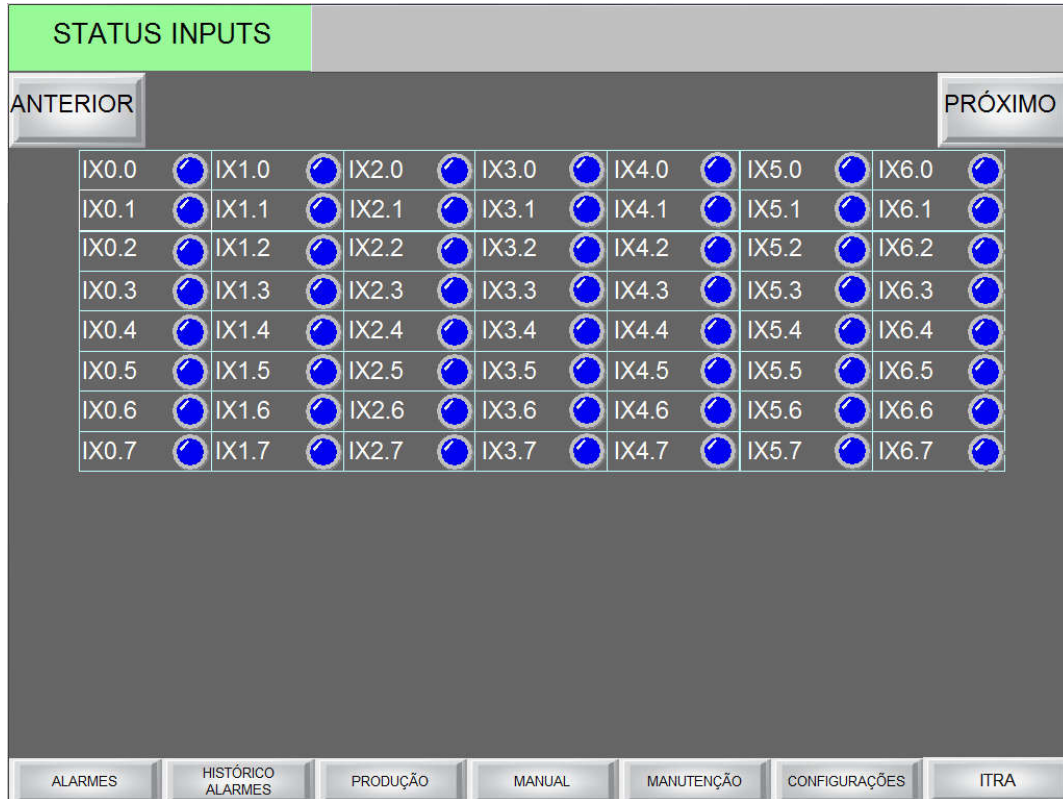 STATUS INPUTS
ANTERIOR
PRÓXIMO
IX0.0 IX1.0 IX2.0 IX3.0 IX4.0 IX5.0 IX6.0
IX0.1 IX1.1 IX2.1 IX3.1 IX4.1 IX5.1 IX6.1
IX0.2 IX1.2 IX2.2 IX3.2 IX4.2 IX5.2 IX6.2
IX0.3 IX1.3 IX2.3 IX3.3 IX4.3 IX5.3 IX6.3
IX0.4 IX1.4 IX2.4 IX3.4 IX4.4 IX5.4 IX6.4
IX0.5 IX1.5 IX2.5 IX3.5 IX4.5 IX5.5 IX6.5
IX0.6 IX1.6 IX2.6 IX3.6 IX4.6 IX5.6 IX6.6
IX0.7 IX1.7 IX2.7 IX3.7 IX4.7 IX5.7 IX6.7
ALARMES
HISTÓRICO
ALARMES
PRODUÇÃO
MANUAL
MANUTENÇÃO
CONFIGURAÇÕES
ITRA